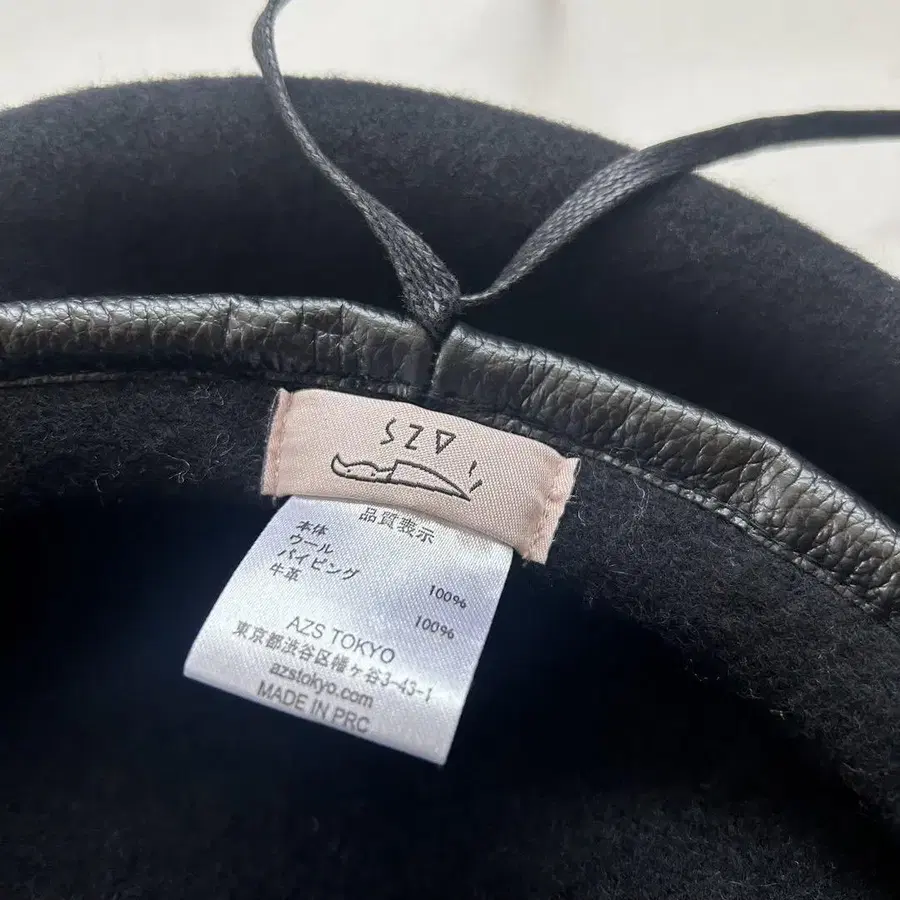 SZA
品質表示
本体
ウール 100%
パイピング
牛革 100%
AZS TOKYO
東京都渋谷区幡ヶ谷3-43-1
azstokyo.com
MADE IN PRC